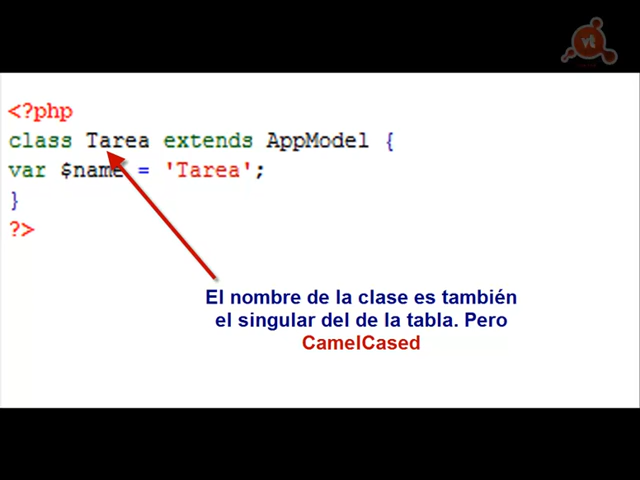 vt
<?php
class Tarea extends AppModel {
var $name = 'Tarea';
}
?>
El nombre de la clase es también
el singular del de la tabla. Pero
CamelCased